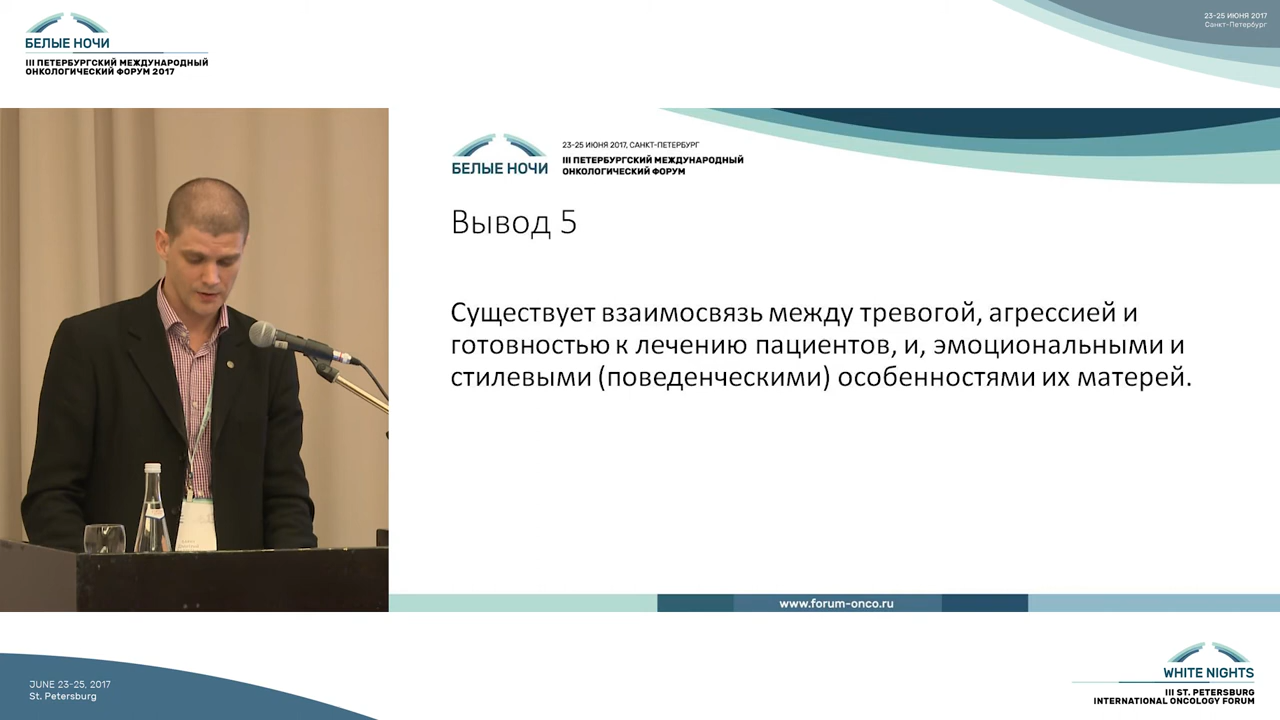 БЕЛЫЕ НОЧИ
III ПЕТЕРБУРГСКИЙ МЕЖДУНАРОДНЫЙ
ОНКОЛОГИЧЕСКИЙ ФОРУМ 2017
23-25 ИЮНЯ 2017
Санкт-Петербург
БЕЛЫЕ НОЧИ
23-25 ИЮНЯ 2017, САНКТ-ПЕТЕРБУРГ
III ПЕТЕРБУРГСКИЙ МЕЖДУНАРОДНЫЙ
ОНКОЛОГИЧЕСКИЙ ФОРУМ
Вывод 5
Существует взаимосвязь между тревогой, агрессией и
готовностью к лечению пациентов, и, эмоциональными и
стилевыми (поведенческими) особенностями их матерей.
www.forum-onco.ru
JUNE 23-25, 2017
St. Petersburg
WHITE NIGHTS
III ST. PETERSBURG
INTERNATIONAL ONCOLOGY FORUM